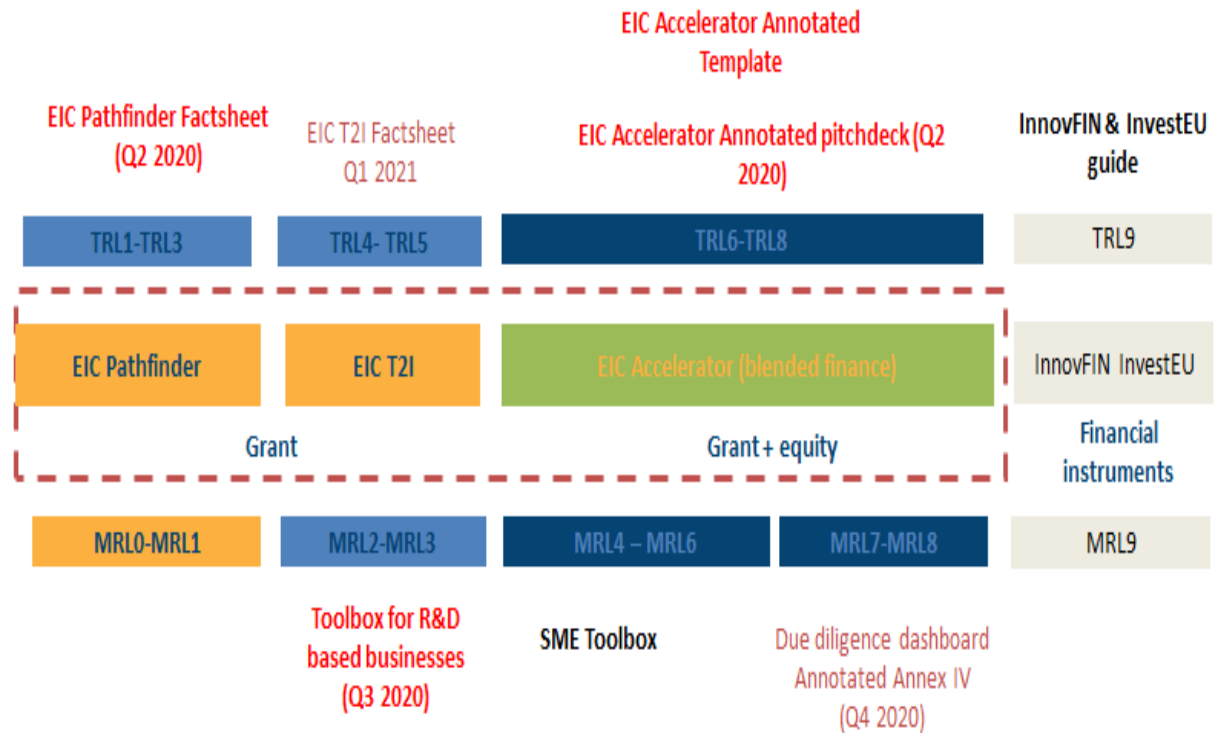 EIC Accelerator Annotated
Template
EIC Pathfinder Factsheet
(Q2 2020)
EIC T2I Factsheet
Q1 2021
EIC Accelerator Annotated pitchdeck (Q2
2020)
InnovFIN & InvestEU
guide
TRL1-TRL3
TRL4- TRL5
TRL6-TRL8
TRL9
EIC Pathfinder
EIC T2I
EIC Accelerator (blended finance)
InnovFIN InvestEU
Grant
Grant + equity
Financial
instruments
MRL0-MRL1
MRL2-MRL3
MRL4 – MRL6
MRL7-MRL8
MRL9
Toolbox for R&D
based businesses
(Q3 2020)
SME Toolbox
Due diligence dashboard
Annotated Annex IV
(Q4 2020)